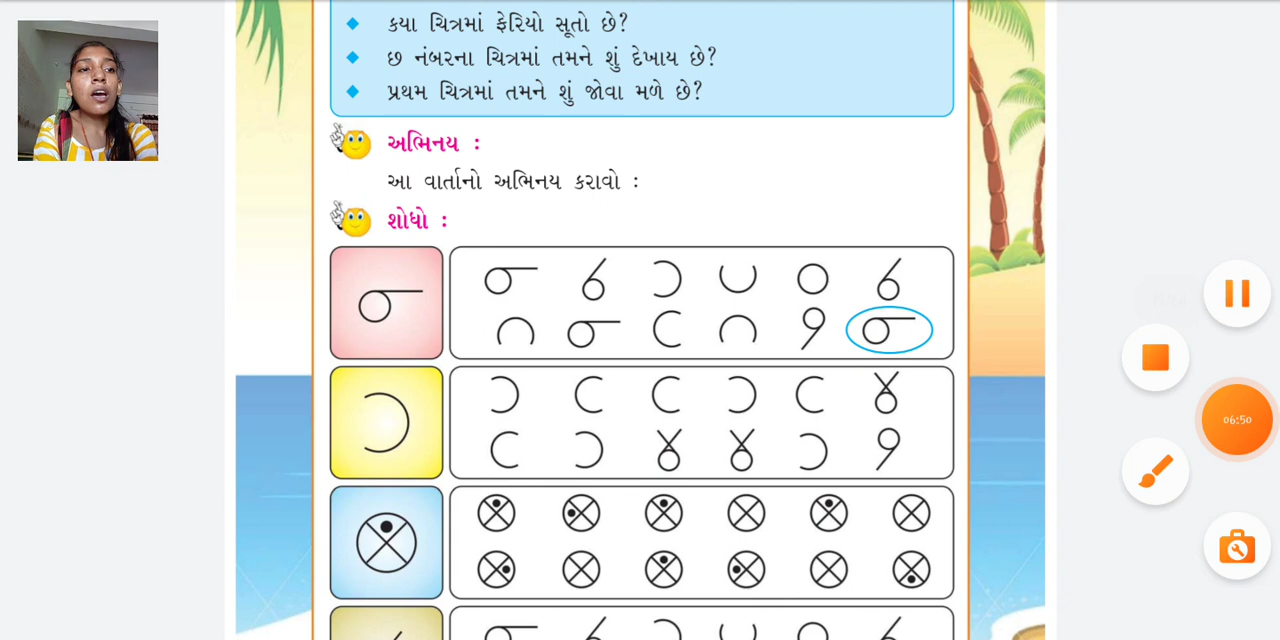 કયા ચિત્રમાં ફેરિયો સૂતો છે?
છ નંબરના ચિત્રમાં તમને શું દેખાય છે?
પ્રથમ ચિત્રમાં તમને શું જોવા મળે છે?
અભિનય :
આ વાર્તાનો અભિનય કરાવો :
શોધો :
06:50